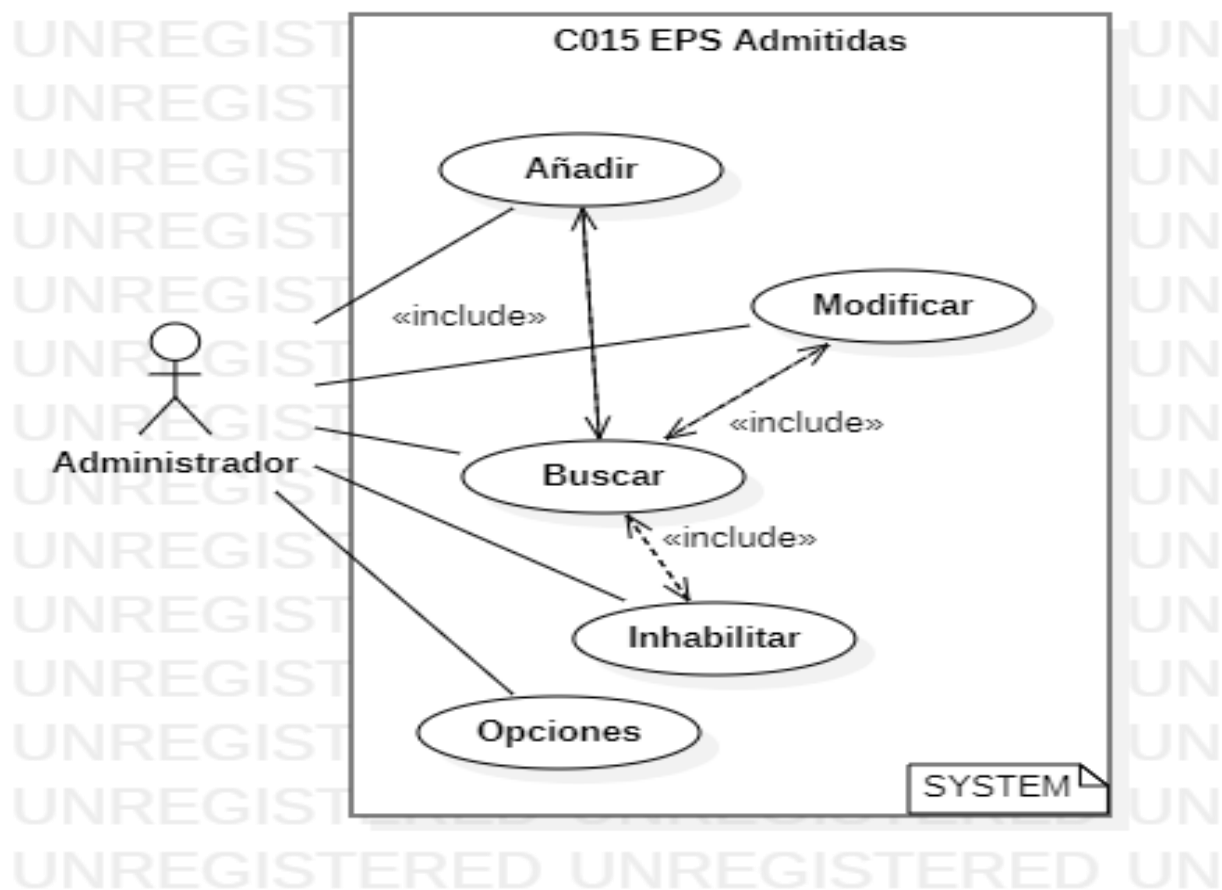 C015 EPS Admitidas
Añadir
Modificar
«include»
«include»
Administrador
Buscar
«include»
Inhabilitar
Opciones
SYSTEM
UNREGISTERED UNREGISTERED UN